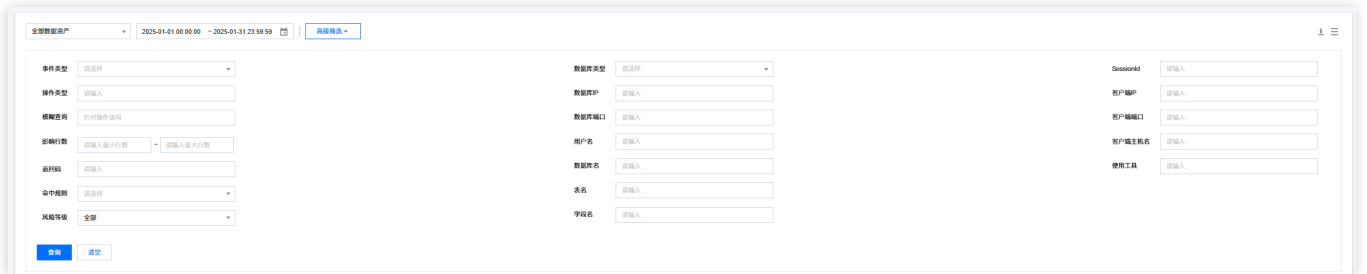 全部数据资产 2025-01-01 00:00:00 ~ 2025-01-31 23:59:59 高级筛选
事件类型 请选择 数据库类型 请选择 SessionId 请输入
操作类型 请输入 数据库IP 请输入 客户端IP 请输入
模糊查询 针对操作语句 数据库端口 请输入 客户端端口 请输入
影响行数 请输入最小行数 ~ 请输入最大行数 用户名 请输入 客户端主机名 请输入
返回码 请输入 数据库名 请输入 使用工具 请输入
命中规则 请选择 表名 请输入
风险等级 全部 字段名 请输入
查询 清空